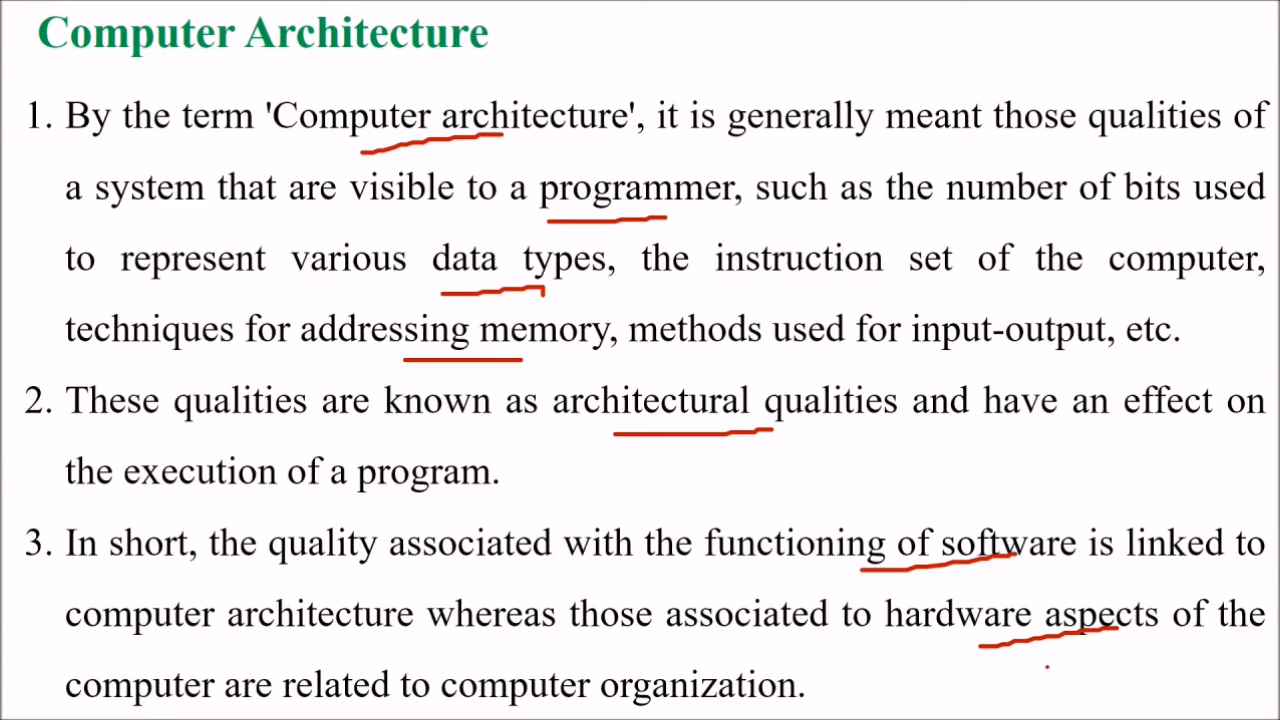 Computer Architecture
1. By the term 'Computer architecture', it is generally meant those qualities of
a system that are visible to a programmer, such as the number of bits used
to represent various data types, the instruction set of the computer,
techniques for addressing memory, methods used for input-output, etc.
2. These qualities are known as architectural qualities and have an effect on
the execution of a program.
3. In short, the quality associated with the functioning of software is linked to
computer architecture whereas those associated to hardware aspects of the
computer are related to computer organization.